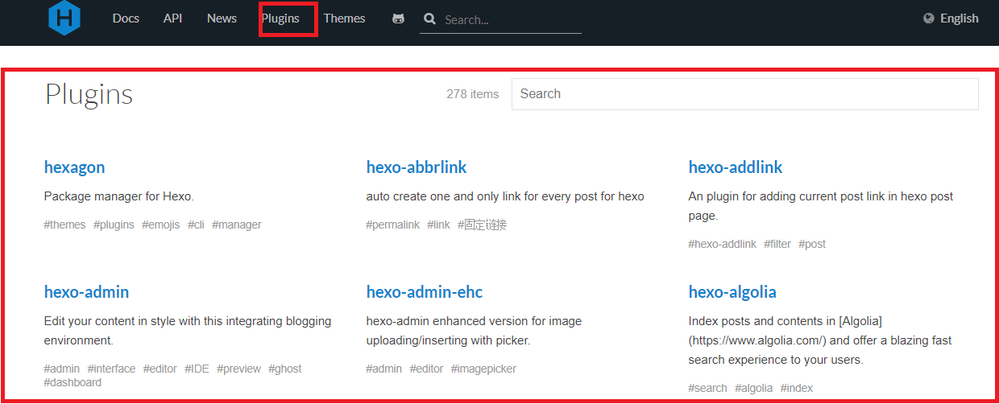 H Docs API News Plugins Themes Search... English
Plugins 278 items Search
hexagon
Package manager for Hexo.
#themes #plugins #emojis #cli #manager
hexo-abbrlink
auto create one and only link for every post for hexo
#permalink #link #固定链接
hexo-addlink
An plugin for adding current post link in hexo post
page.
#hexo-addlink #filter #post
hexo-admin
Edit your content in style with this integrating blogging
environment.
#admin #interface #editor #IDE #preview #ghost
#dashboard
hexo-admin-ehc
hexo-admin enhanced version for image
uploading/inserting with picker.
#admin #editor #imagepicker
hexo-algolia
Index posts and contents in [Algolia]
(https://www.algolia.com/) and offer a blazing fast
search experience to your users.
#search #algolia #index